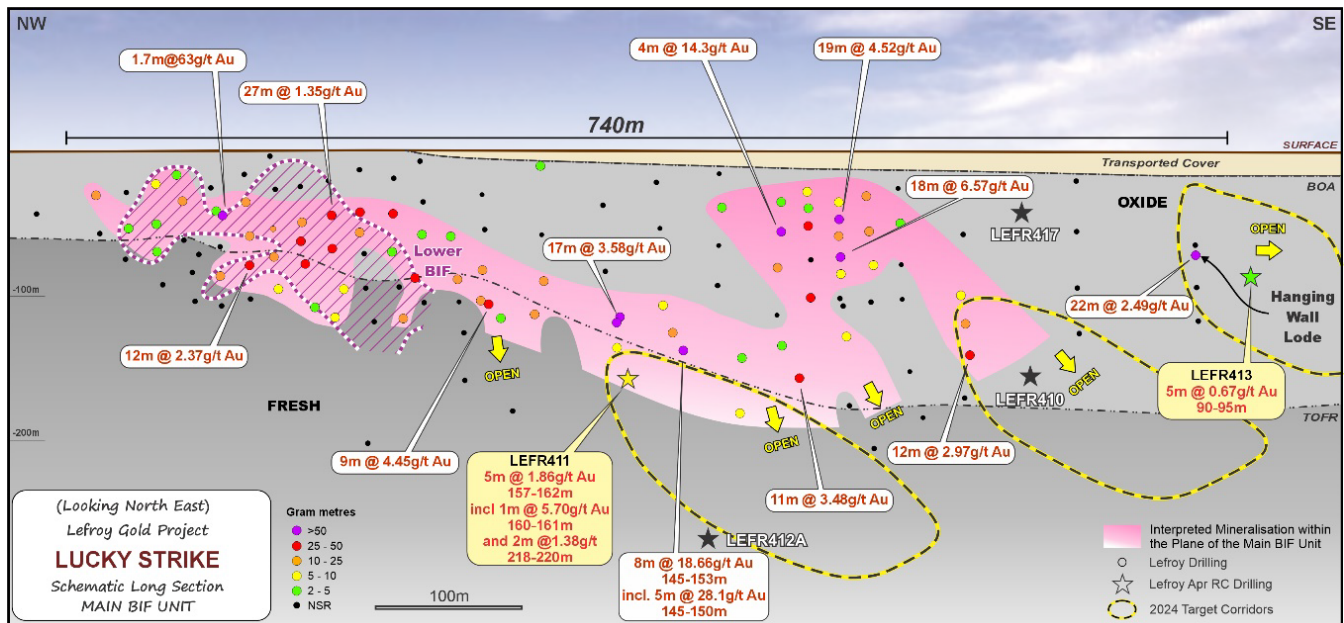 NW
SE
1.7m@63g/t Au
27m @ 1.35g/t Au
4m @ 14.3g/t Au
19m @ 4.52g/t Au
740m
SURFACE
Transported Cover
BOA
18m @ 6.57g/t Au
OXIDE
LEFR417
OPEN
Lower
BIF
17m @ 3.58g/t Au
-100m
22m @ 2.49g/t Au
Hanging
Wall
Lode
12m @ 2.37g/t Au
OPEN
OPEN
OPEN
OPEN
LEFR410
LEFR413
5m @ 0.67g/t Au
90-95m
FRESH
TOFR
-200m
9m @ 4.45g/t Au
LEFR411
5m @ 1.86g/t Au
157-162m
incl 1m @ 5.70g/t Au
160-161m
and 2m @1.38g/t
218-220m
12m @ 2.97g/t Au
11m @ 3.48g/t Au
LEFR412A
8m @ 18.66g/t Au
145-153m
incl. 5m @ 28.1g/t Au
145-150m
(Looking North East)
Lefroy Gold Project
LUCKY STRIKE
Schematic Long Section
MAIN BIF UNIT
Gram metres
>50
25 - 50
10 - 25
5 - 10
2 - 5
NSR
100m
Interpreted Mineralisation within
the Plane of the Main BIF Unit
Lefroy Drilling
Lefroy Apr RC Drilling
2024 Target Corridors